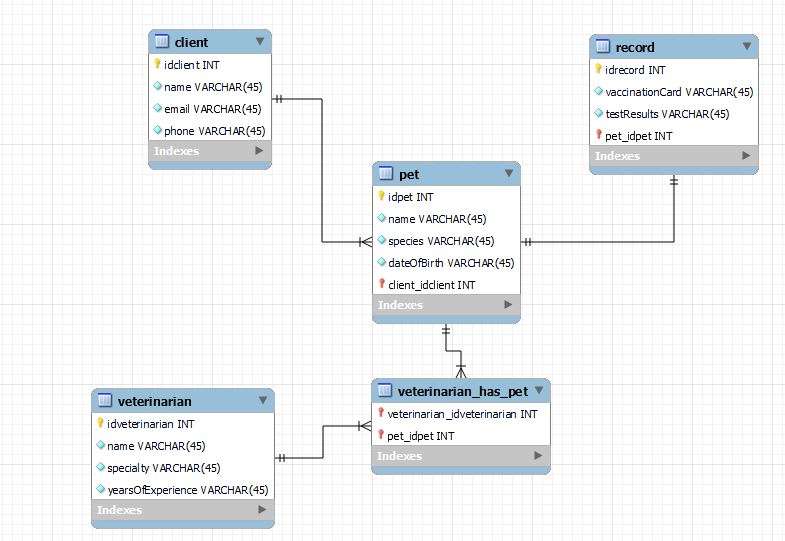 client
idclient INT
name VARCHAR(45)
email VARCHAR(45)
phone VARCHAR(45)
Indexes
record
idrecord INT
vaccinationCard VARCHAR(45)
testResults VARCHAR(45)
pet_idpet INT
Indexes
pet
idpet INT
name VARCHAR(45)
species VARCHAR(45)
dateOfBirth VARCHAR(45)
client_idclient INT
Indexes
veterinarian
idveterinarian INT
name VARCHAR(45)
specialty VARCHAR(45)
yearsOfExperience VARCHAR(45)
Indexes
veterinarian_has_pet
veterinarian_idveterinarian INT
pet_idpet INT
Indexes